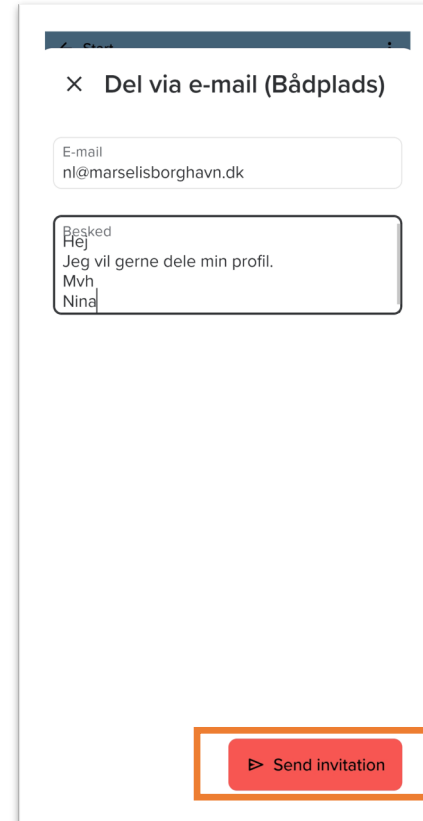 Start
Del via e-mail (Bådplads)
E-mail
nl@marselisborghavn.dk
Besked
Hej
Jeg vil gerne dele min profil.
Mvh
Nina
Send invitation